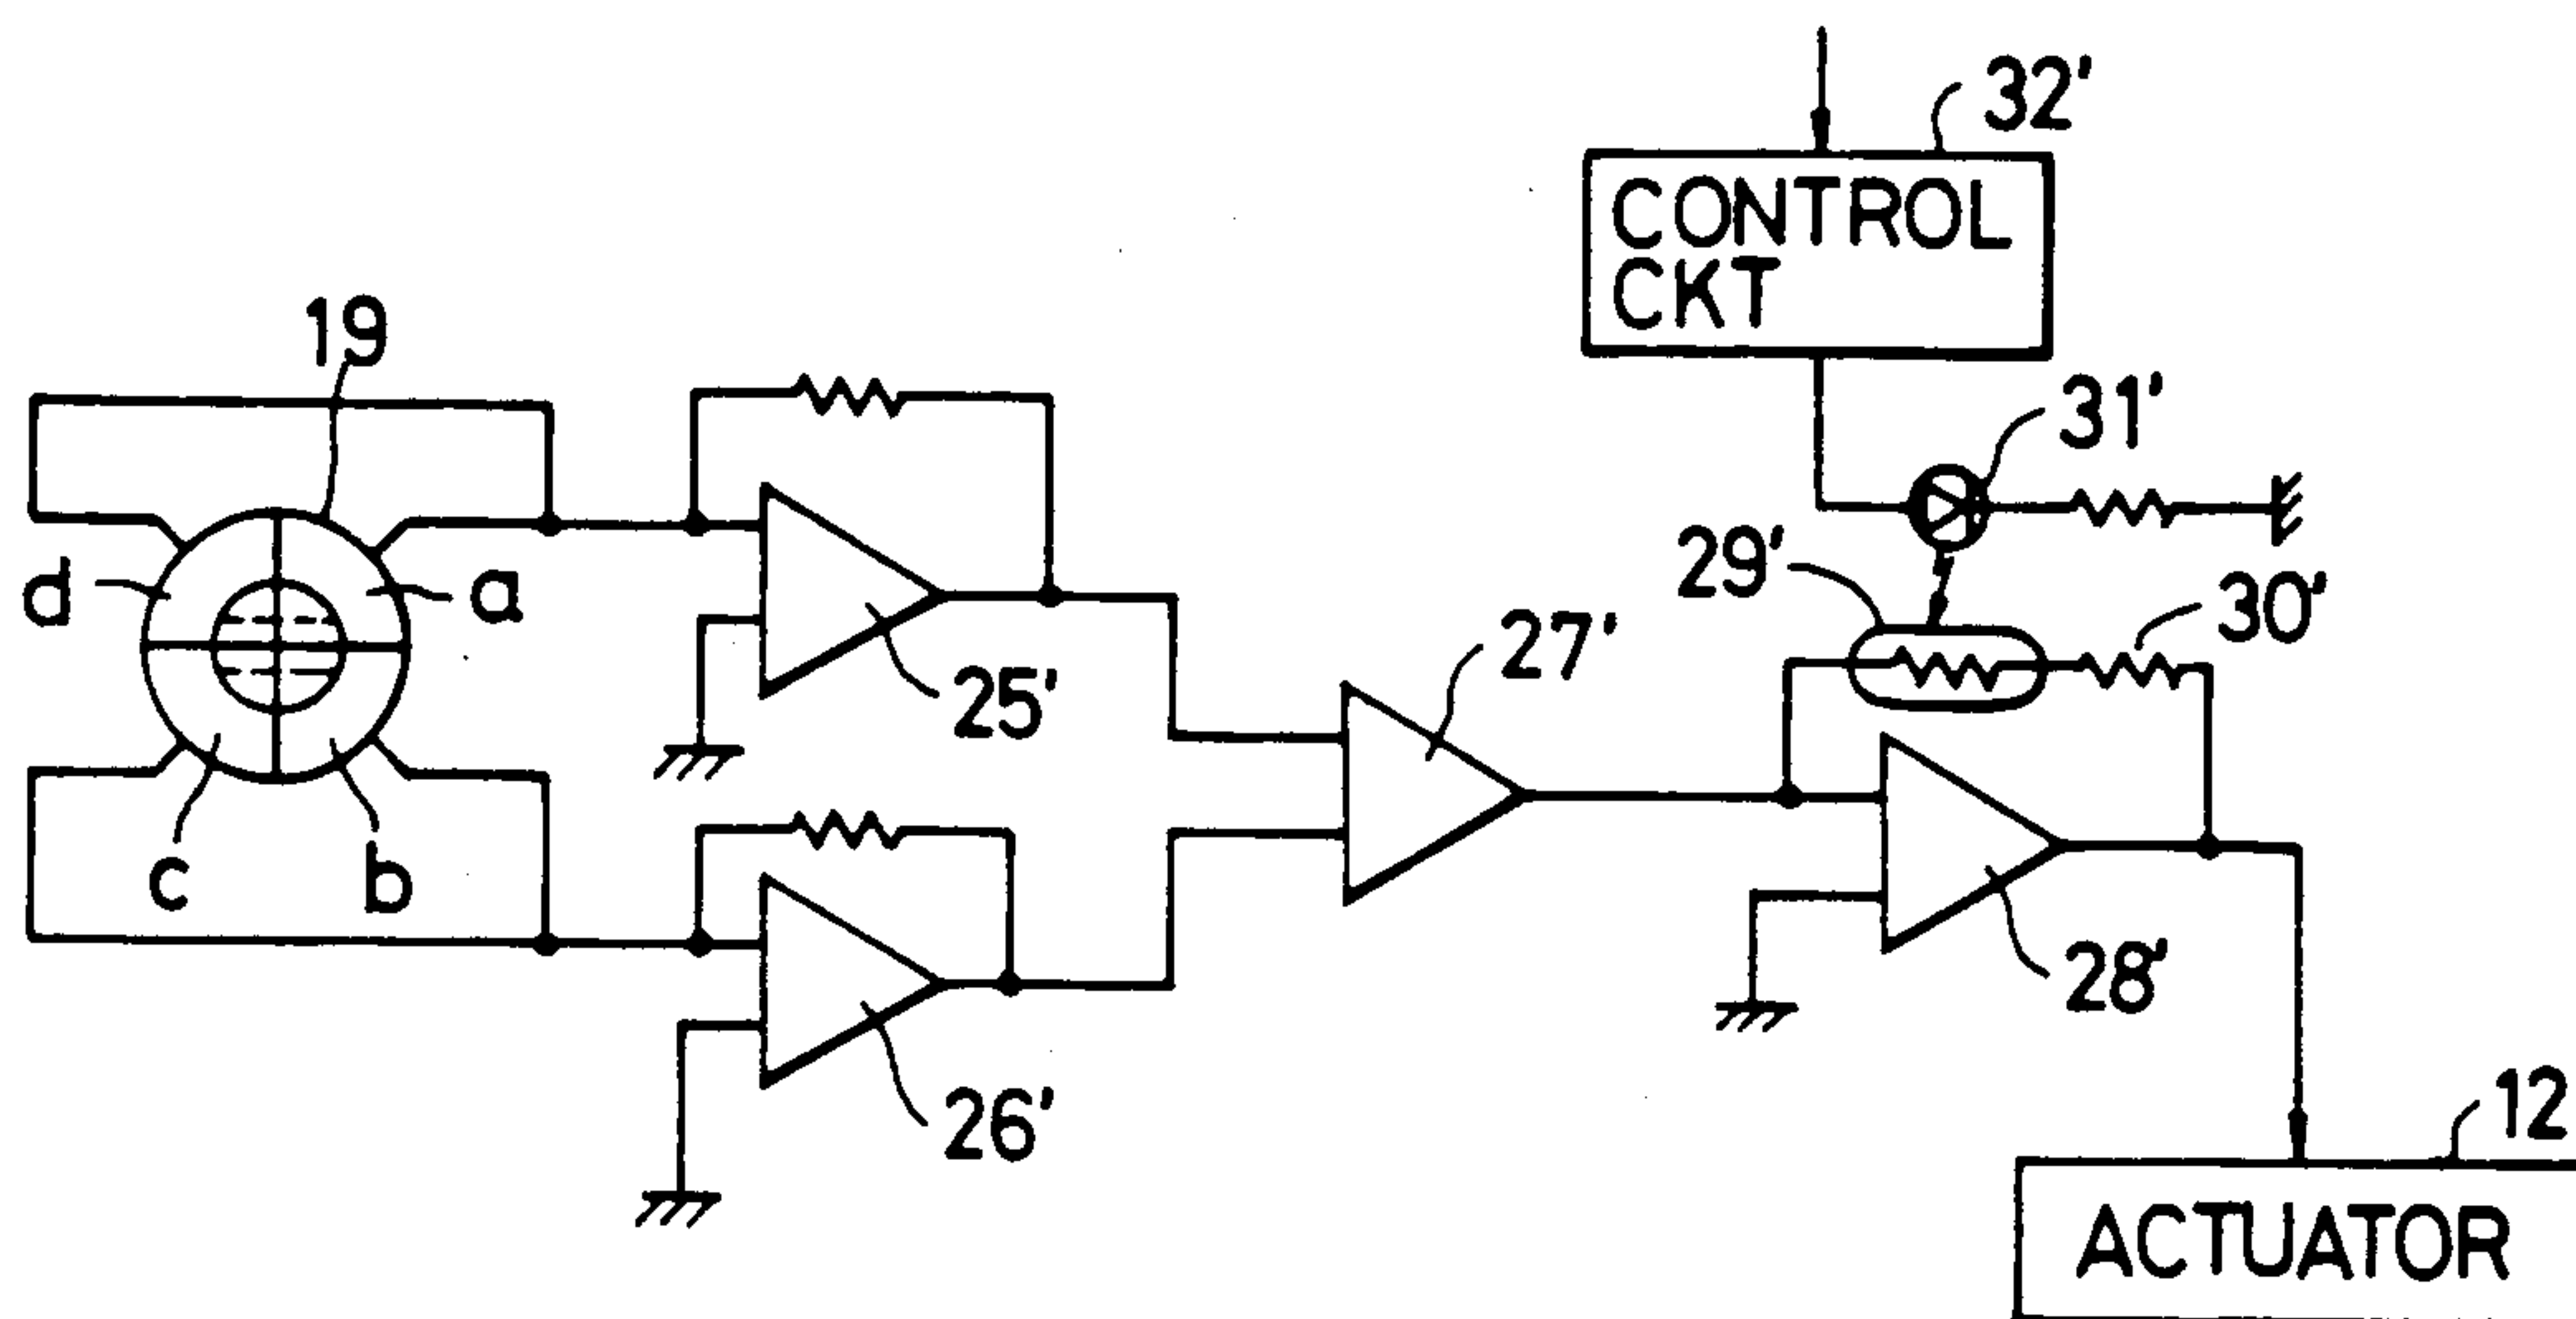 32'
CONTROL
CKT
19
31'
29'
30'
d
a
27'
25'
c
b
28'
26'
12
ACTUATOR